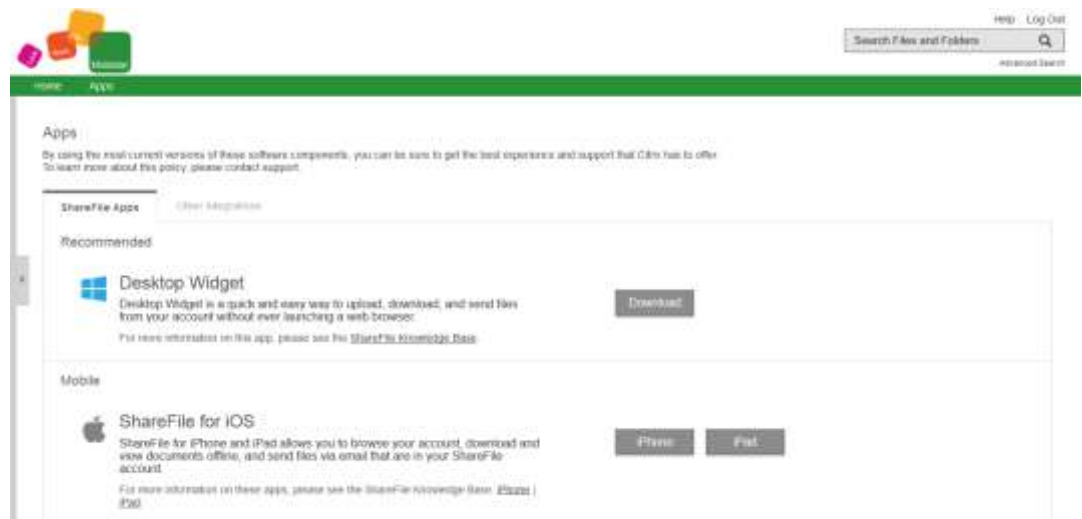 Help Log Out
Search Files and Folders
Advanced Search
Home Apps
Apps
By using the most current versions of these software components, you can be sure to get the best experience and support that Citrix has to offer.
To learn more about this policy, please contact support.
ShareFile Apps Other Integrations
Recommended
Desktop Widget
Desktop Widget is a quick and easy way to upload, download, and send files
from your account without ever launching a web browser.
Download
For more information on this app, please see the ShareFile Knowledge Base.
Mobile
ShareFile for iOS
ShareFile for iPhone and iPad allows you to browse your account, download and
view documents offline, and send files via email that are in your ShareFile
account.
iPhone iPad
For more information on these apps, please see the ShareFile Knowledge Base: iPhone |
iPad